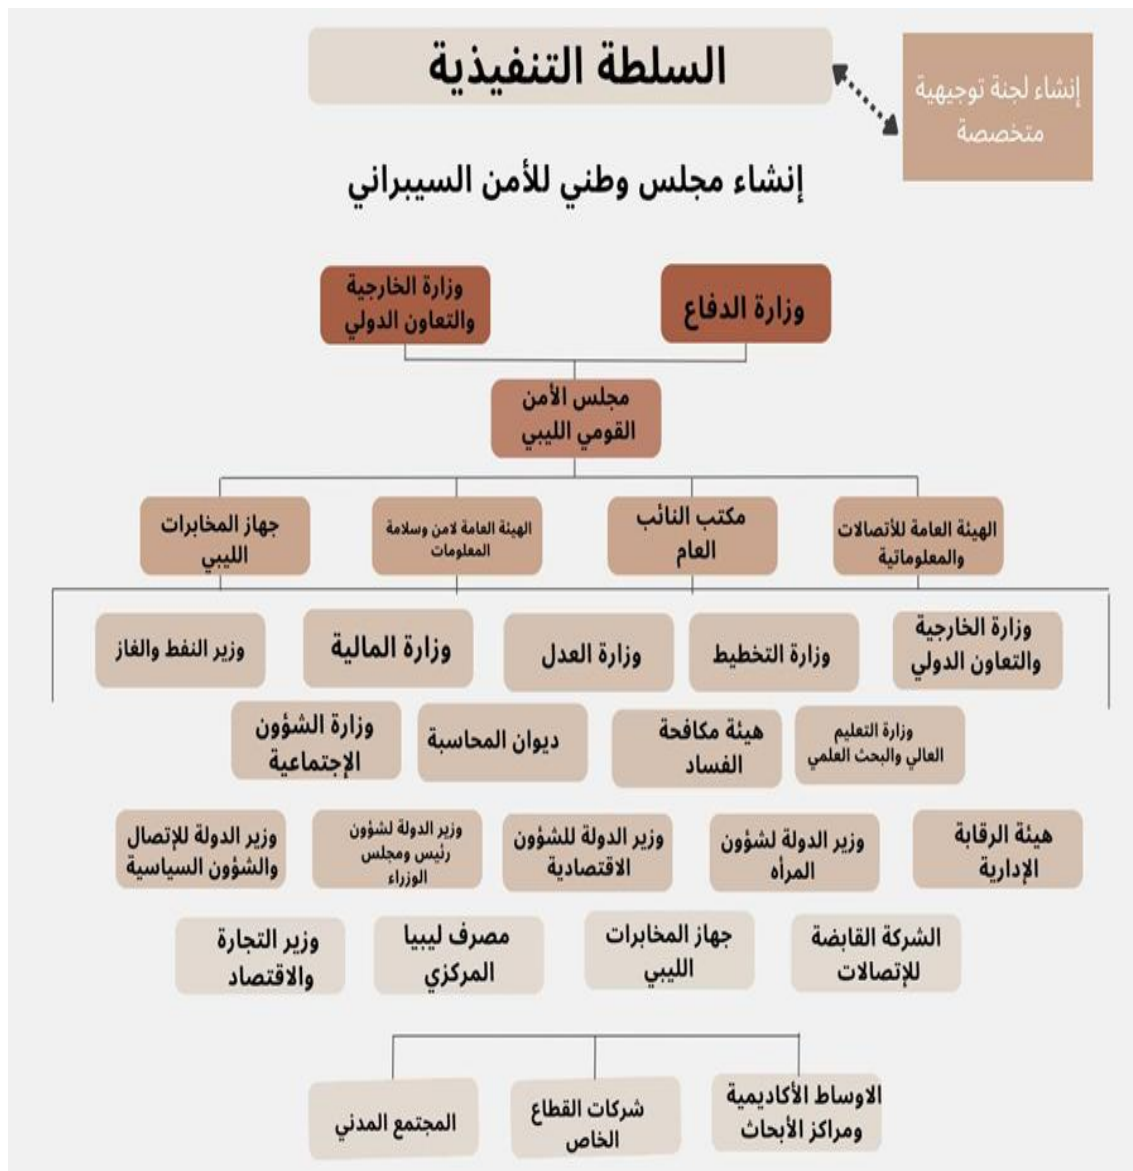 السلطة التنفيذية
إنشاء لجنة توجيهية
متخصصة
إنشاء مجلس وطني للأمن السيبراني
وزارة الدفاع
وزارة الخارجية
والتعاون الدولي
مجلس الأمن
القومي الليبي
الهيئة العامة للأتصالات
والمعلوماتية
مكتب النائب
العام
الهيئة العامة لامن وسلامة
المعلومات
جهاز المخابرات
الليبي
وزارة الخارجية
والتعاون الدولي
وزارة التخطيط
وزارة العدل
وزارة المالية
وزير النفط والغاز
وزارة التعليم
العالي والبحث العلمي
هيئة مكافحة
الفساد
ديوان المحاسبة
وزارة الشؤون
الإجتماعية
هيئة الرقابة
الإدارية
وزير الدولة لشؤون
المرأه
وزير الدولة للشؤون
الاقتصادية
وزير الدولة لشؤون
رئيس ومجلس
الوزراء
وزير الدولة للإتصال
والشؤون السياسية
الشركة القابضة
للإتصالات
جهاز المخابرات
الليبي
مصرف ليبيا
المركزي
وزير التجارة
والاقتصاد
الاوساط الأكاديمية
ومراكز الأبحاث
شركات القطاع
الخاص
المجتمع المدني